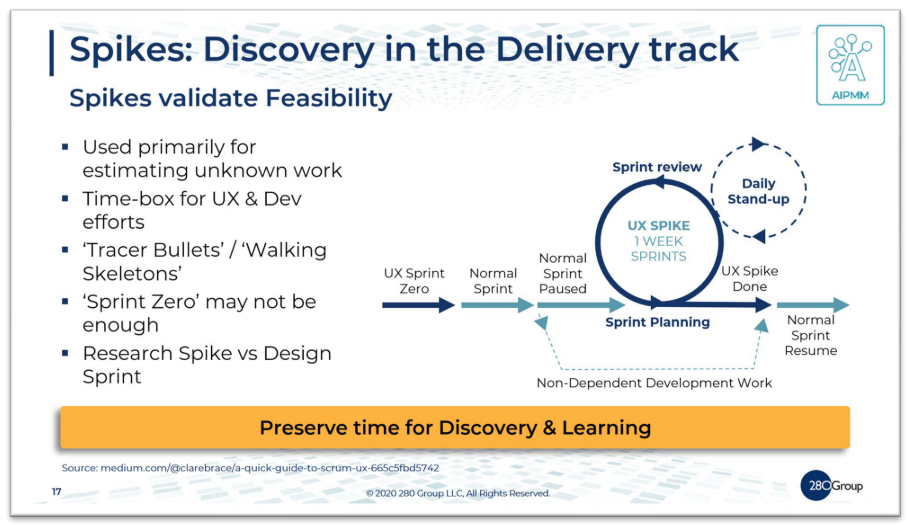 Spikes: Discovery in the Delivery track
AIPMM
Spikes validate Feasibility
▪ Used primarily for
estimating unknown work
▪ Time-box for UX & Dev
efforts
▪ ‘Tracer Bullets’ / ‘Walking
Skeletons’
▪ ‘Sprint Zero’ may not be
enough
▪ Research Spike vs Design
Sprint
UX Sprint
Zero
Normal
Sprint
Normal
Sprint
Paused
Sprint review
UX SPIKE
1 WEEK
SPRINTS
Daily
Stand-up
Sprint Planning
UX Spike
Done
Normal
Sprint
Resume
Non-Dependent Development Work
Preserve time for Discovery & Learning
Source: medium.com/@clarebrace/a-quick-guide-to-scrum-ux-665c5fbd5742
17
© 2020 280 Group LLC, All Rights Reserved.
280Group